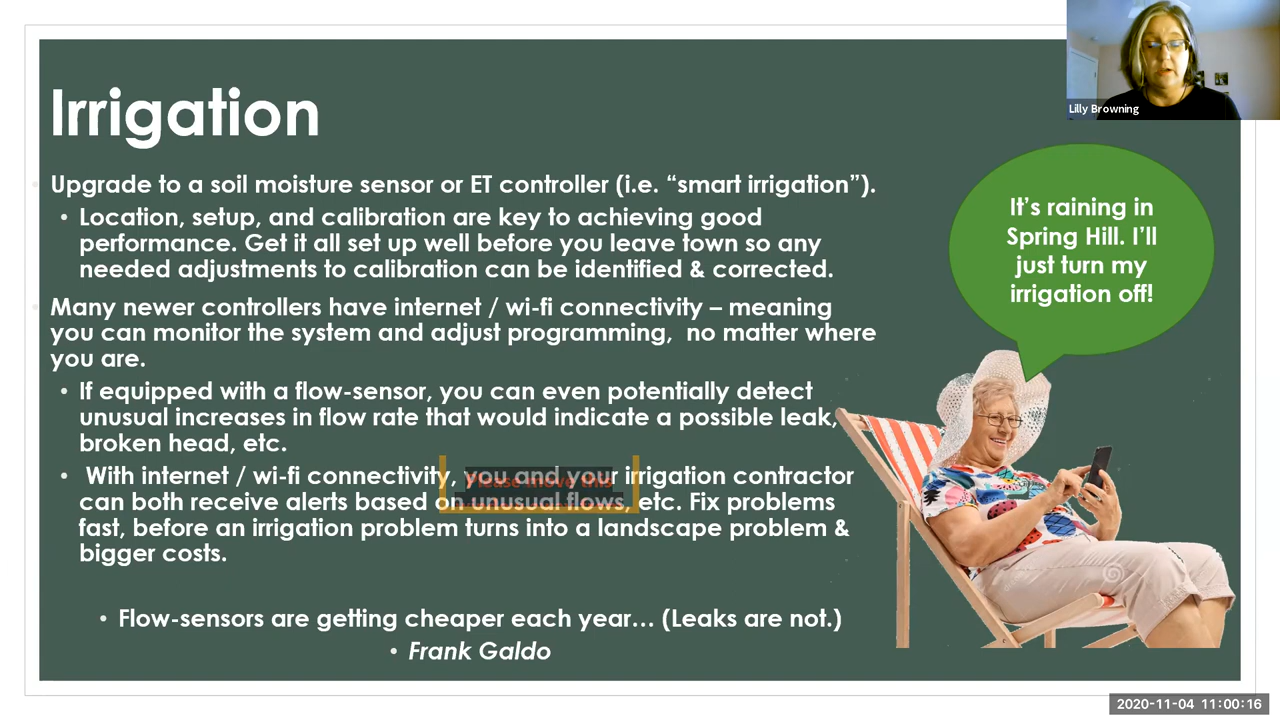 Lilly Browning
Irrigation
Upgrade to a soil moisture sensor or ET controller (i.e. “smart irrigation”).
• Location, setup, and calibration are key to achieving good
performance. Get it all set up well before you leave town so any
needed adjustments to calibration can be identified & corrected.
Many newer controllers have internet / wi-fi connectivity – meaning
you can monitor the system and adjust programming, no matter where
you are.
• If equipped with a flow-sensor, you can even potentially detect
unusual increases in flow rate that would indicate a possible leak,
broken head, etc.
• With internet / wi-fi connectivity, you and your irrigation contractor
can both receive alerts based on unusual flows, etc. Fix problems
fast, before an irrigation problem turns into a landscape problem &
bigger costs.
Please move this
• Flow-sensors are getting cheaper each year… (Leaks are not.)
• Frank Galdo
It’s raining in
Spring Hill. I’ll
just turn my
irrigation off!
2020-11-04 11:00:16